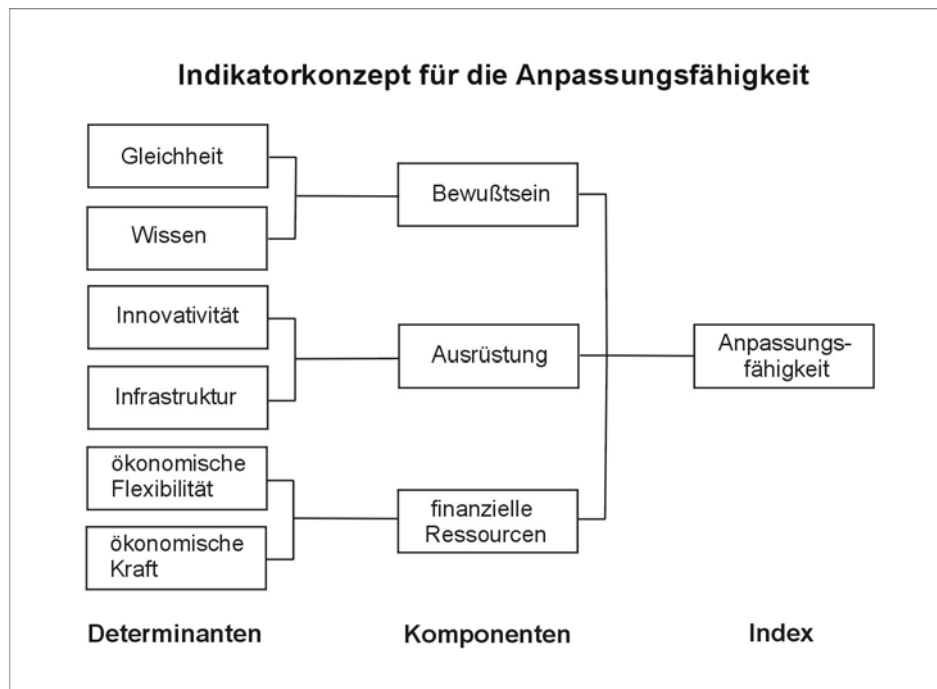 Indikatorkonzept für die Anpassungsfähigkeit
Gleichheit
Wissen
Innovativität
Infrastruktur
ökonomische
Flexibilität
ökonomische
Kraft
Bewußtsein
Ausrüstung
finanzielle
Ressourcen
Anpassungs-
fähigkeit
Determinanten
Komponenten
Index